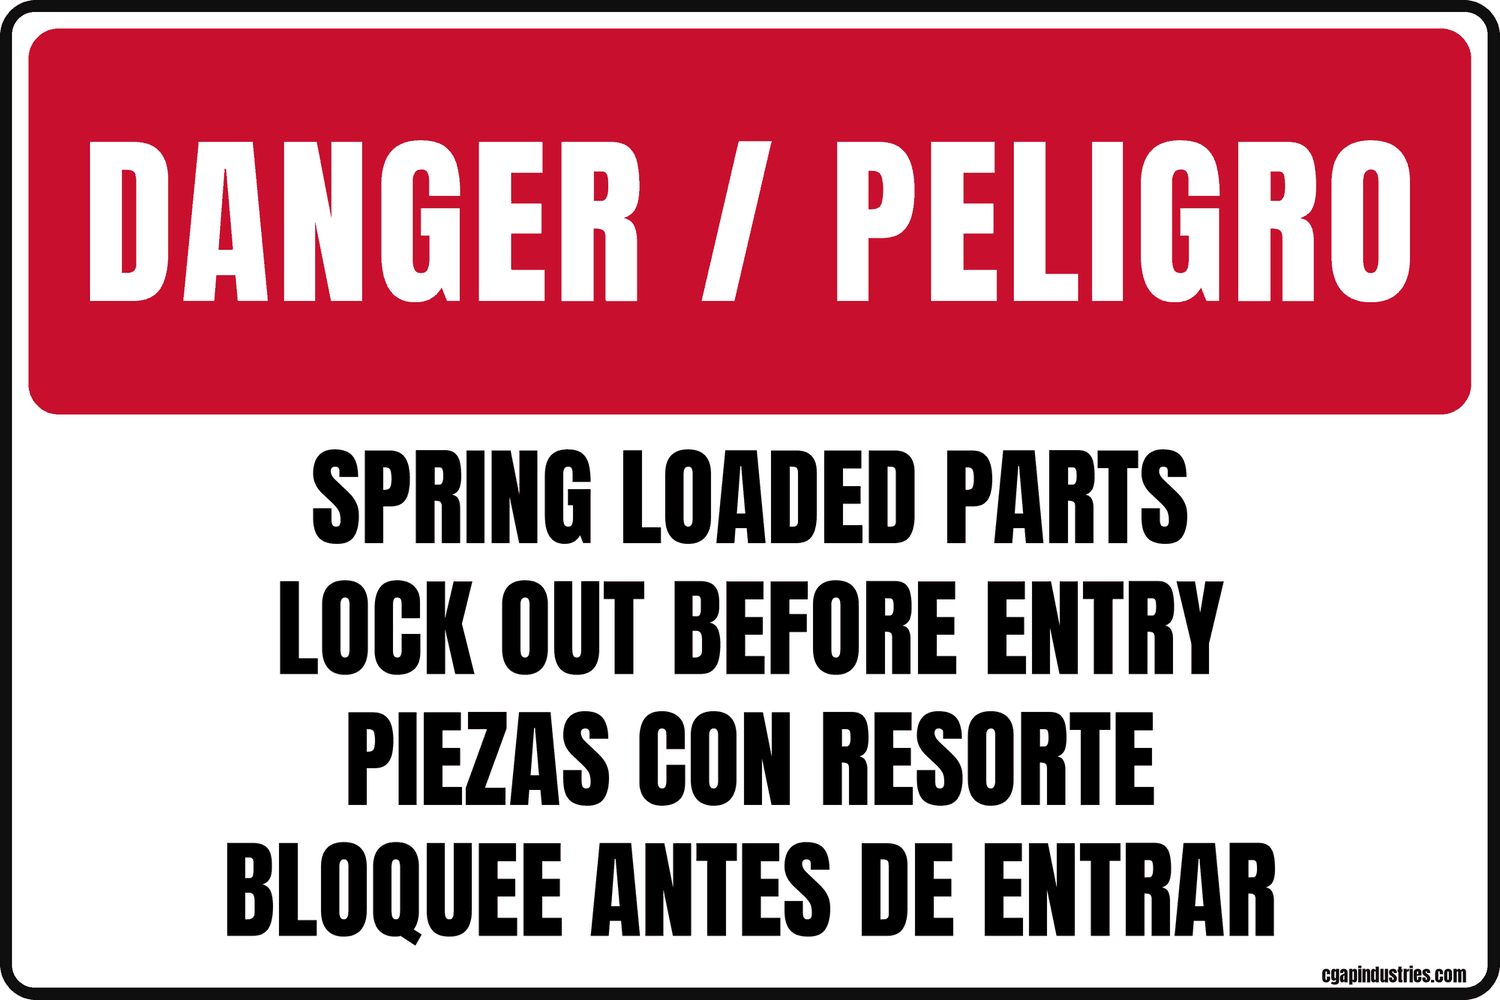 DANGER / PELIGRO
SPRING LOADED PARTS
LOCK OUT BEFORE ENTRY
PIEZAS CON RESORTE
BLOQUEE ANTES DE ENTRAR
cgapindustries.com